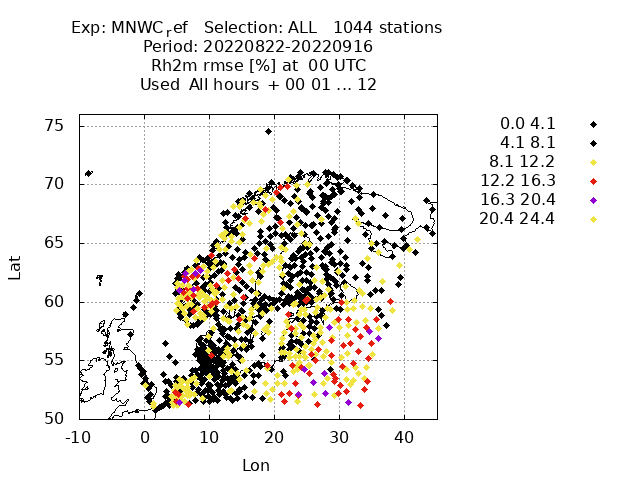 Exp: MNWC_ref   Selection: ALL   1044 stations
Period: 20220822-20220916
Rh2m rmse [%] at  00 UTC
Used  All hours  + 00 01 ... 12
0.0 4.1
4.1 8.1
8.1 12.2
12.2 16.3
16.3 20.4
20.4 24.4
75
70
65
60
55
50
Lat
-10 0 10 20 30 40
Lon